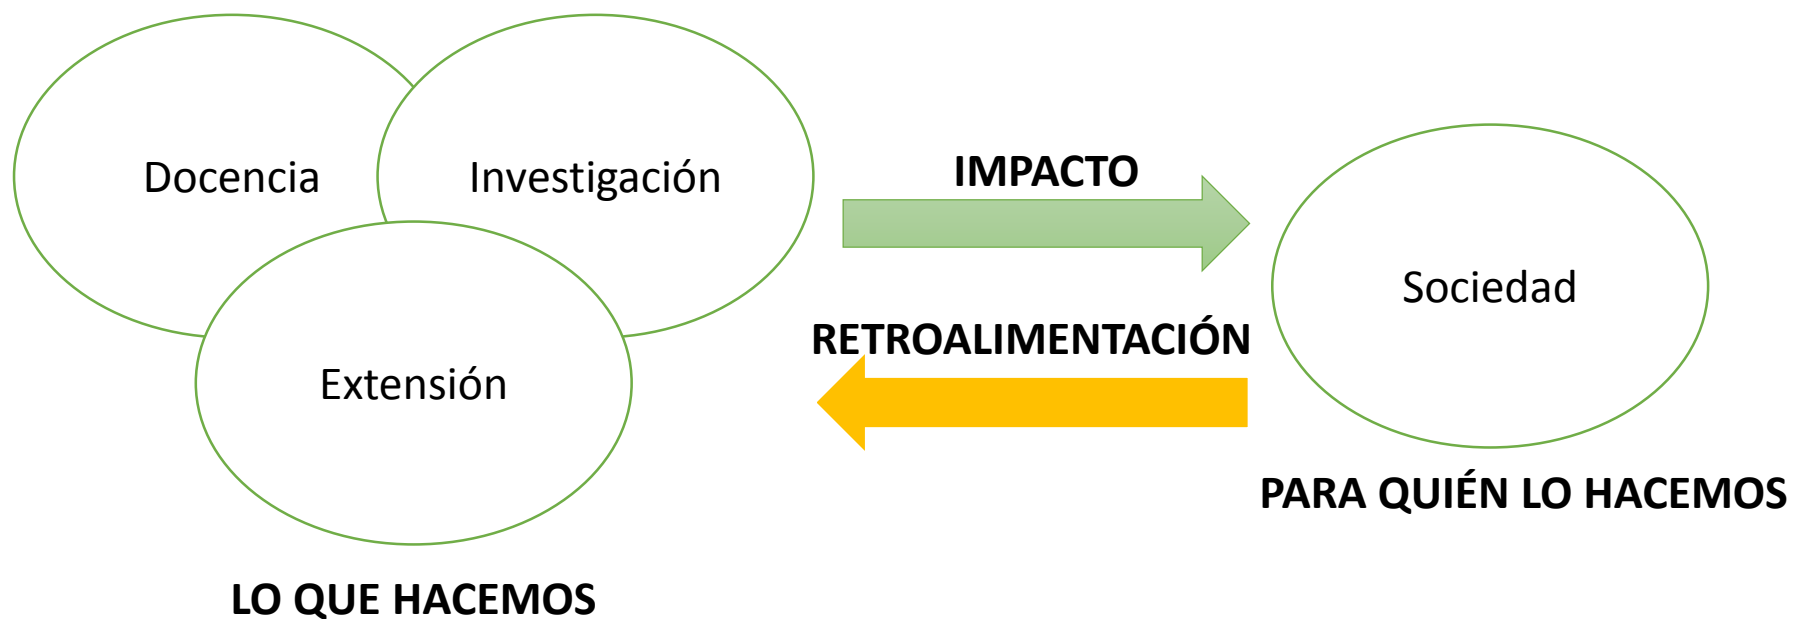 Docencia
Investigación
Extensión
LO QUE HACEMOS
IMPACTO
RETROALIMENTACIÓN
Sociedad
PARA QUIÉN LO HACEMOS